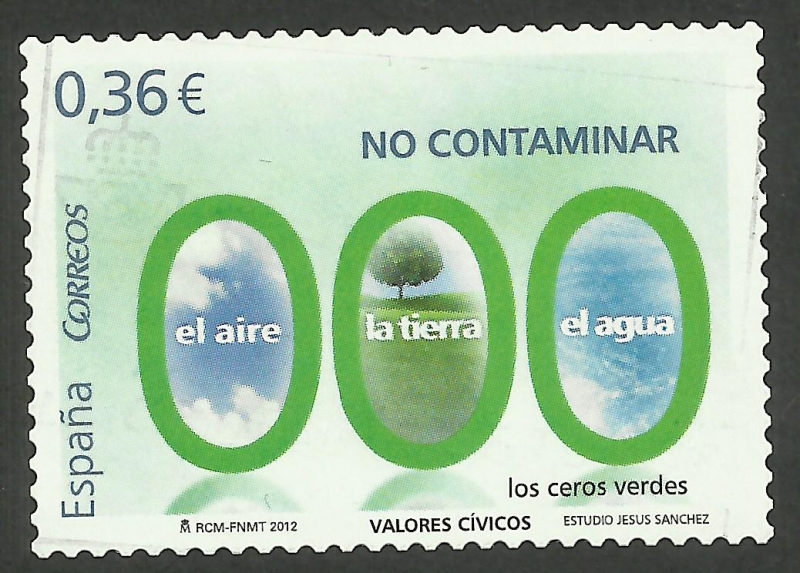 0,36 €
NO CONTAMINAR
CORREOS
España
el aire
la tierra
el agua
los ceros verdes
RCM-FNMT 2012
VALORES CÍVICOS
ESTUDIO JESUS SANCHEZ